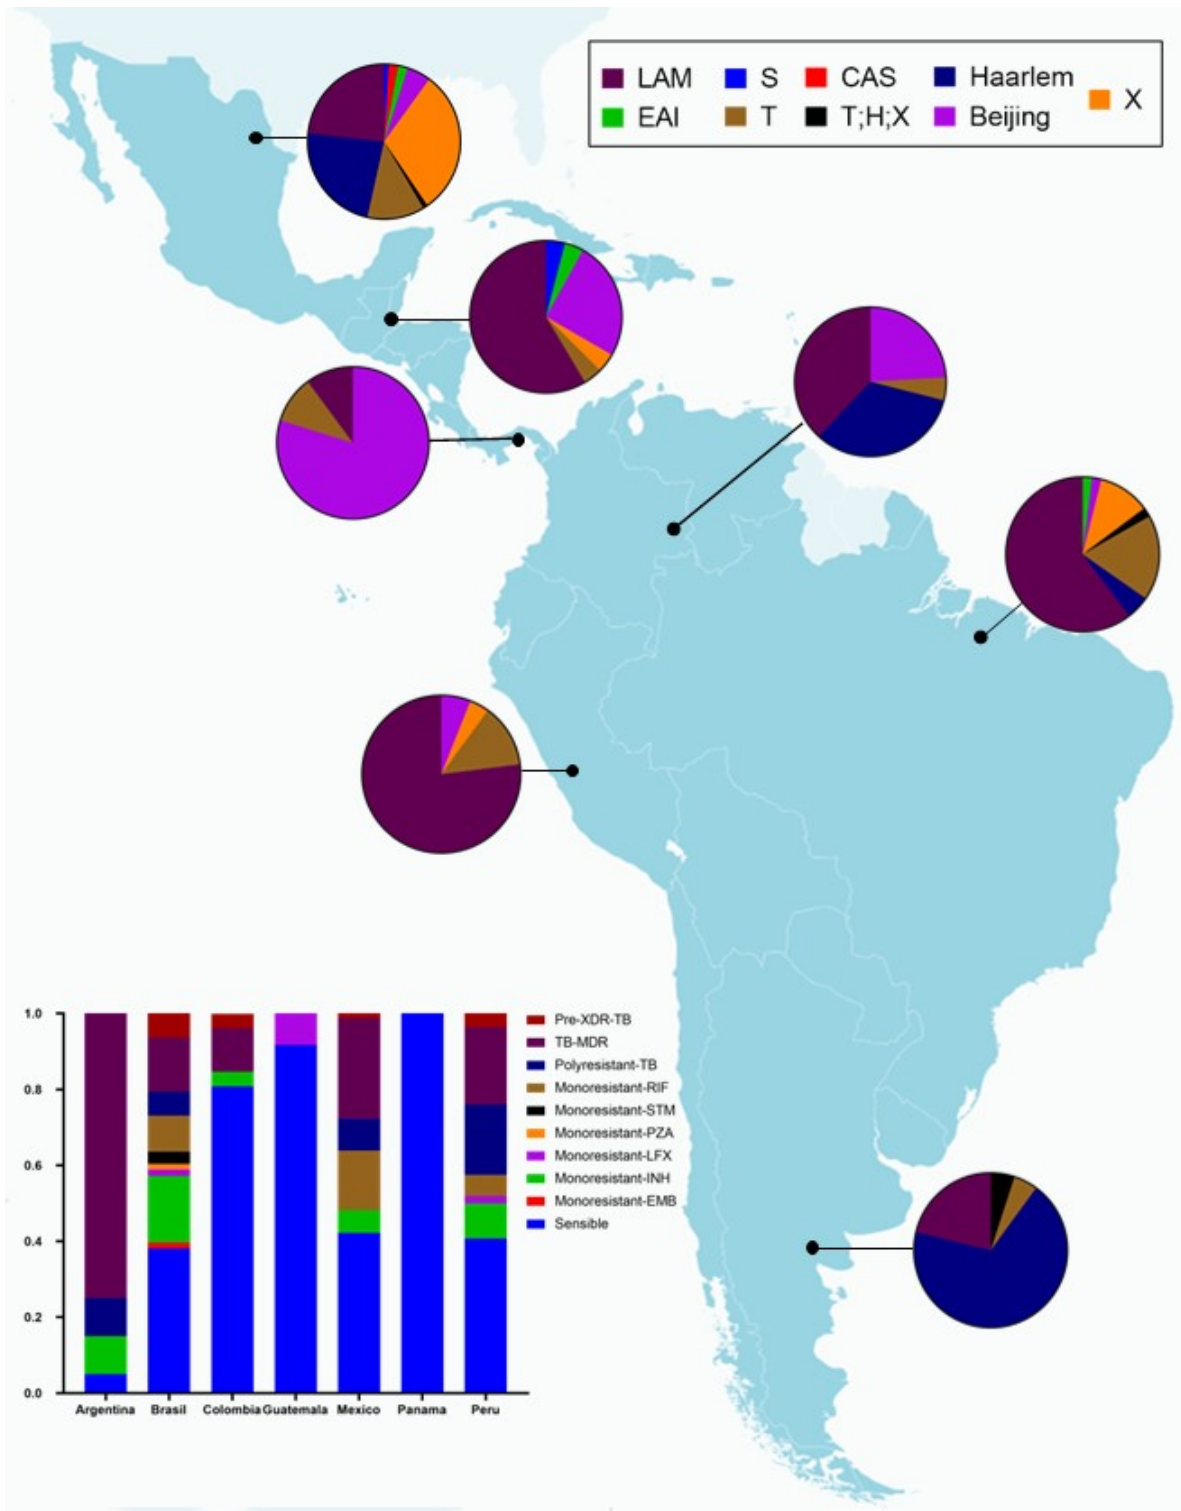 LAM S CAS Haarlem X
EAI T T;H;X Beijing
1.0
0.8
0.6
0.4
0.2
0.0
Pre-XDR-TB
TB-MDR
Polyresistant-TB
Monoresistant-RIF
Monoresistant-STM
Monoresistant-PZA
Monoresistant-LFX
Monoresistant-INH
Monoresistant-EMB
Sensible
Argentina Brasil Colombia Guatemala Mexico Panama Peru